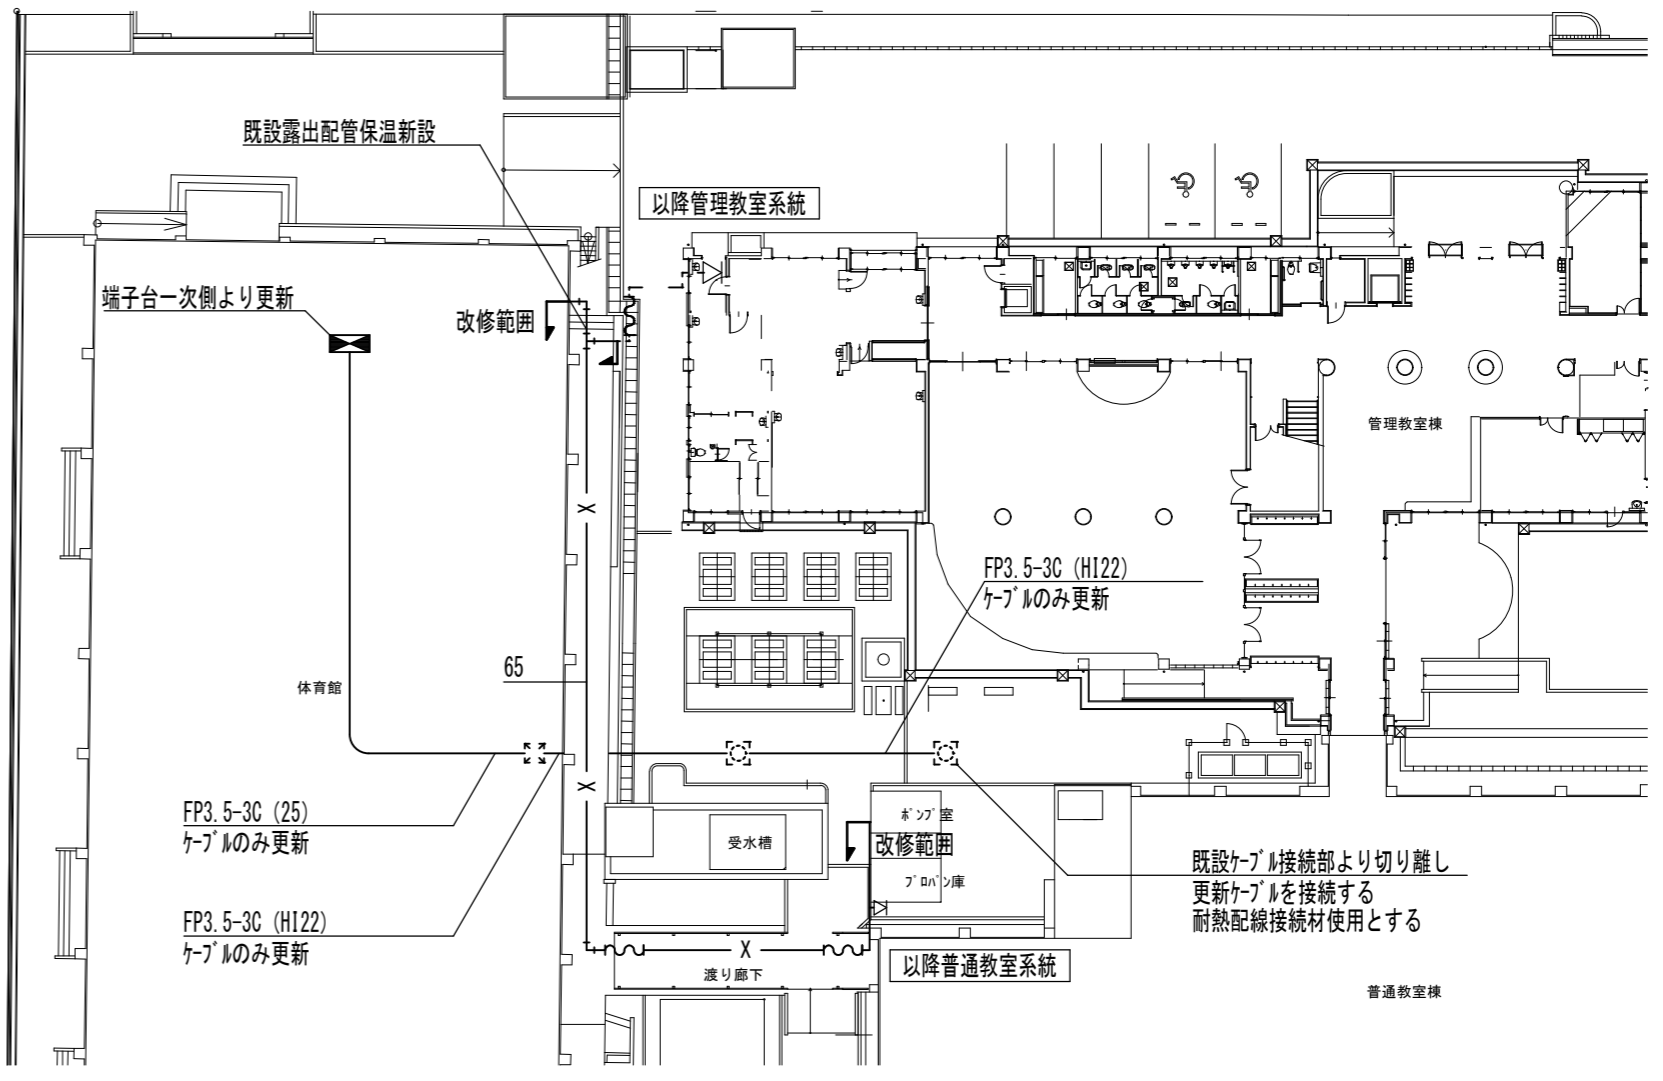 既設露出配管保温新設
以降管理教室系統
端子台一次側より更新
改修範囲
管理教室棟
X
FP3.5-3C (HI22)
ケーブルのみ更新
65
体育館
X
FP3.5-3C (25)
ケーブルのみ更新
ポンプ室
受水槽
改修範囲
プロパン庫
既設ケーブル接続部より切り離し
更新ケーブルを接続する
耐熱配線接続材使用とする
FP3.5-3C (HI22)
ケーブルのみ更新
X
渡り廊下
以降普通教室系統
普通教室棟